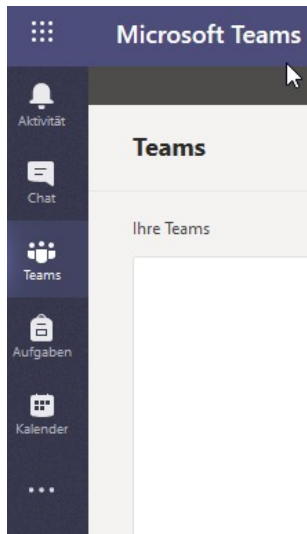 Microsoft Teams
Aktivität
Chat
Teams
Aufgaben
Kalender
Teams
Ihre Teams